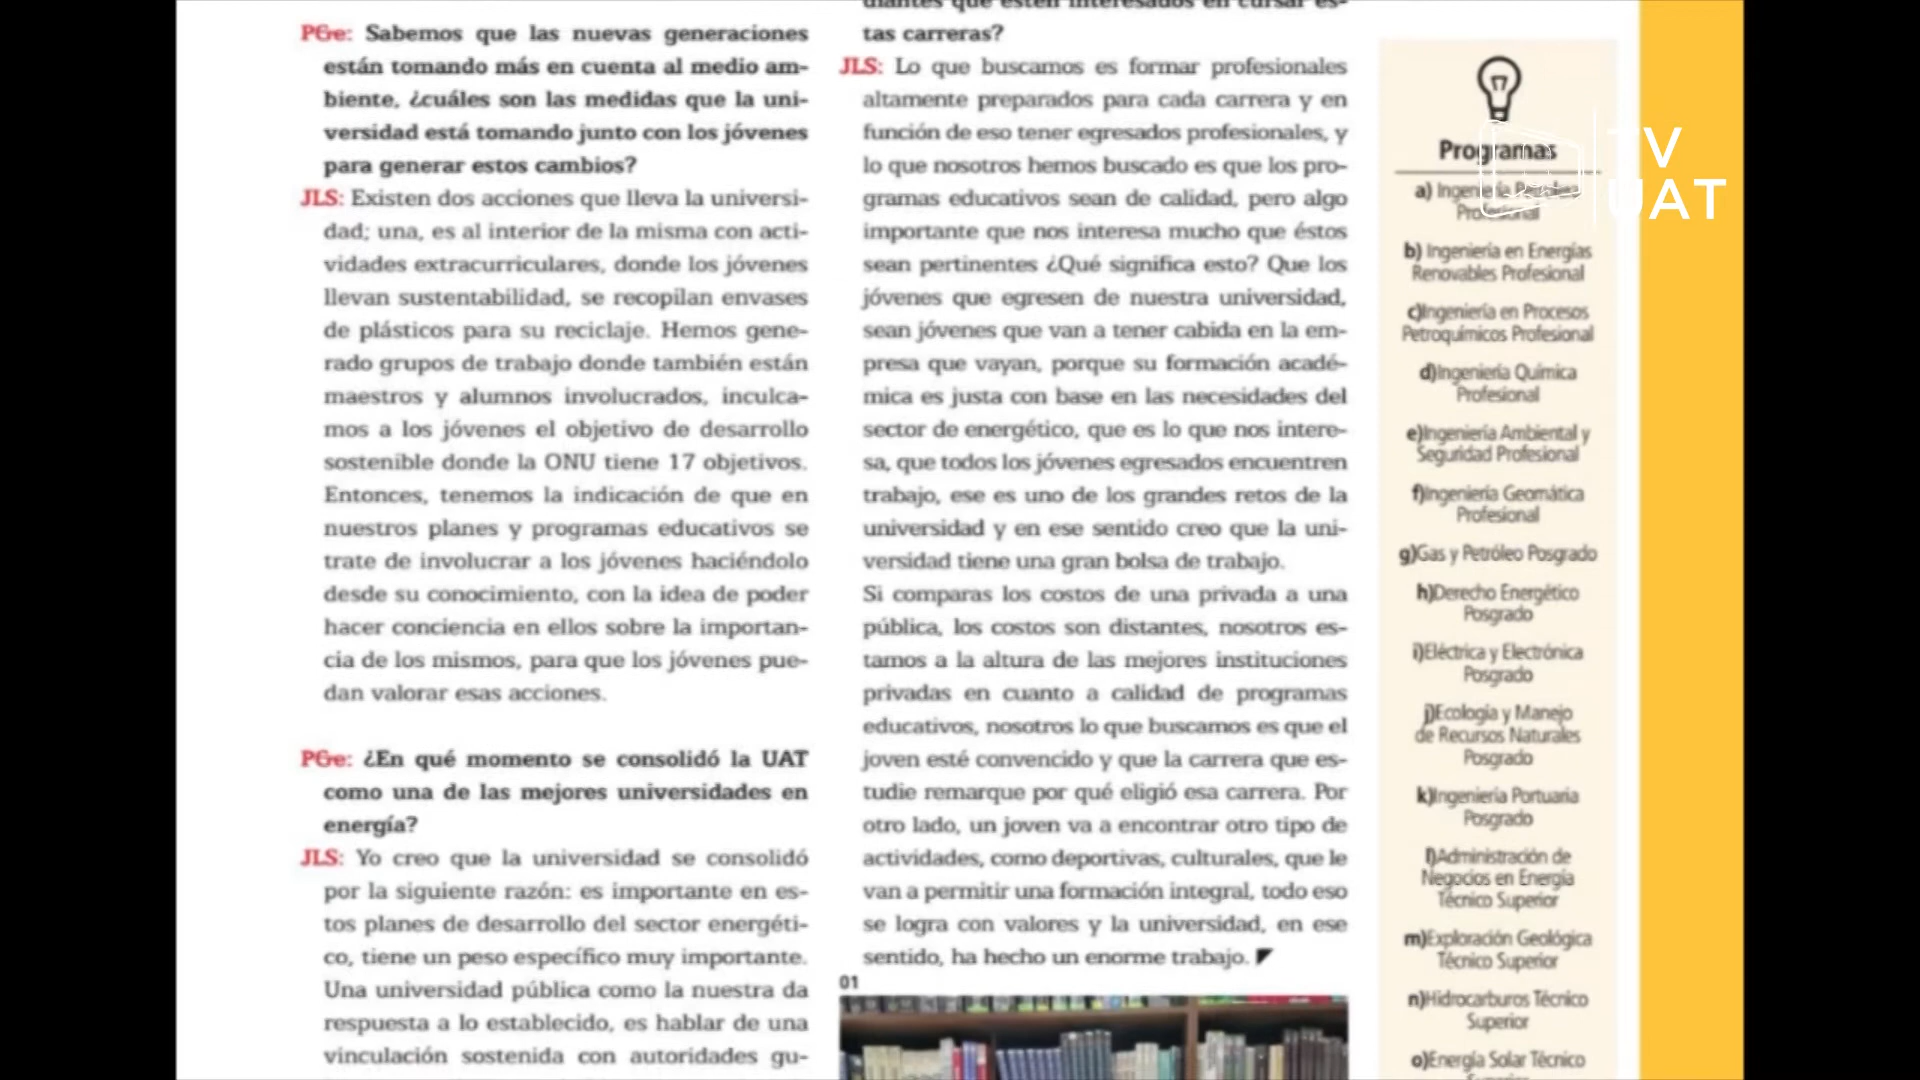 PGre: Sabemos que las nuevas generaciones
están tomando más en cuenta al medio am-
biente, ¿cuáles son las medidas que la uni-
versidad está tomando junto con los jóvenes
para generar estos cambios?
JLS: Existen dos acciones que lleva la universi-
dad; una, es al interior de la misma con acti-
vidades extracurriculares, donde los jóvenes
llevan sustentabilidad, se recopilan envases
de plásticos para su reciclaje. Hemos gene-
rado grupos de trabajo donde también están
maestros y alumnos involucrados, inculca-
mos a los jóvenes el objetivo de desarrollo
sostenible donde la ONU tiene 17 objetivos.
Entonces, tenemos la indicación de que en
nuestros planes y programas educativos se
trate de involucrar a los jóvenes haciéndolo
desde su conocimiento, con la idea de poder
hacer conciencia en ellos sobre la importan-
cia de los mismos, para que los jóvenes pue-
dan valorar esas acciones.
PGre: ¿En qué momento se consolidó la UAT
como una de las mejores universidades en
energía?
JLS: Yo creo que la universidad se consolidó
por la siguiente razón: es importante en es-
tos planes de desarrollo del sector energéti-
co, tiene un peso específico muy importante.
Una universidad pública como la nuestra da
respuesta a lo establecido, es hablar de una
vinculación sostenida con autoridades gu-
diantes que estén interesados en cursar es-
tas carreras?
JLS: Lo que buscamos es formar profesionales
altamente preparados para cada carrera y en
función de eso tener egresados profesionales, y
lo que nosotros hemos buscado es que los pro-
gramas educativos sean de calidad, pero algo
importante que nos interesa mucho que éstos
sean pertinentes ¿Qué significa esto? Que los
jóvenes que egresen de nuestra universidad,
sean jóvenes que van a tener cabida en la em-
presa que vayan, porque su formación acadé-
mica es justa con base en las necesidades del
sector de energético, que es lo que nos intere-
sa, que todos los jóvenes egresados encuentren
trabajo, ese es uno de los grandes retos de la
universidad y en ese sentido creo que la uni-
versidad tiene una gran bolsa de trabajo.
Si comparas los costos de una privada a una
pública, los costos son distantes, nosotros es-
tamos a la altura de las mejores instituciones
privadas en cuanto a calidad de programas
educativos, nosotros lo que buscamos es que el
joven esté convencido y que la carrera que es-
tudie remarque por qué eligió esa carrera. Por
otro lado, un joven va a encontrar otro tipo de
actividades, como deportivas, culturales, que le
van a permitir una formación integral, todo eso
se logra con valores y la universidad, en ese
sentido, ha hecho un enorme trabajo.
01
Programas
a) Ingeniería
Profesional
b) Ingeniería en Energías
Renovables Profesional
c)Ingeniería en Procesos
Petroquímicos Profesional
d)Ingeniería Química
Profesional
e)Ingeniería Ambiental y
Seguridad Profesional
f)Ingeniería Geomática
Profesional
g)Gas y Petróleo Posgrado
h)Derecho Energético
Posgrado
i)Eléctrica y Electrónica
Posgrado
j)Ecología y Manejo
de Recursos Naturales
Posgrado
k)Ingeniería Portuaria
Posgrado
l)Administración de
Negocios en Energía
Técnico Superior
m)Exploración Geológica
Técnico Superior
n)Hidrocarburos Técnico
Superior
o)Energía Solar Técnico
TV
UAT